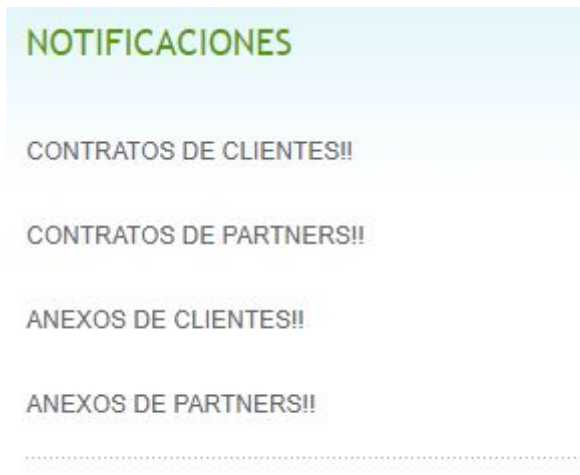 NOTIFICACIONES
CONTRATOS DE CLIENTES!!
CONTRATOS DE PARTNERS!!
ANEXOS DE CLIENTES!!
ANEXOS DE PARTNERS!!